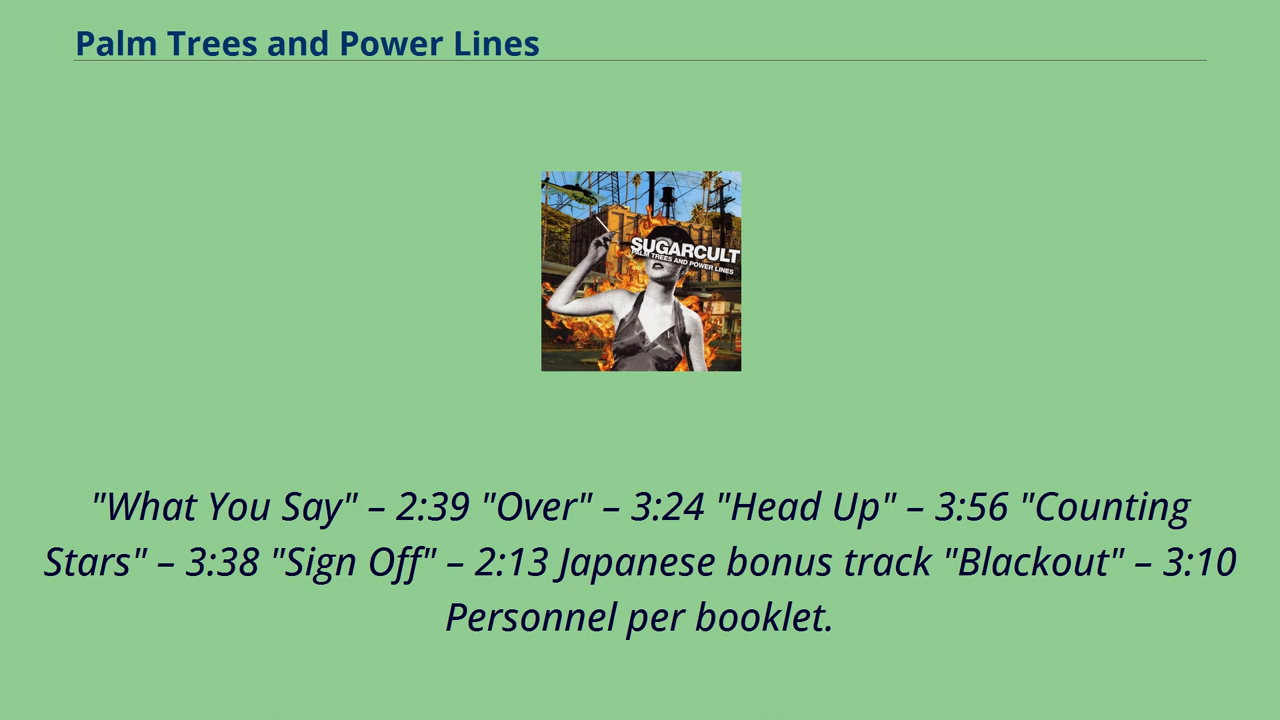 Palm Trees and Power Lines
SUGARCULT
PALM TREES AND POWER LINES
"What You Say" – 2:39 "Over" – 3:24 "Head Up" – 3:56 "Counting
Stars" – 3:38 "Sign Off" – 2:13 Japanese bonus track "Blackout" – 3:10
Personnel per booklet.